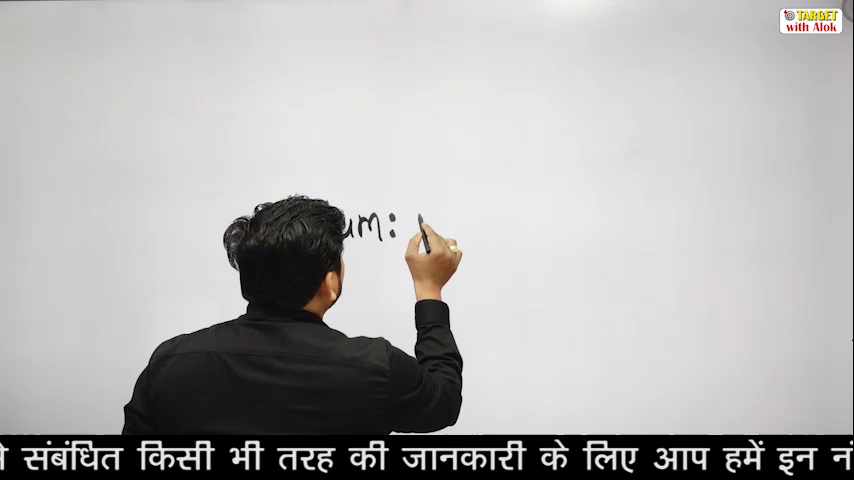 TARGET
with Alok
um:
संबंधित किसी भी तरह की जानकारी के लिए आप हमें इन